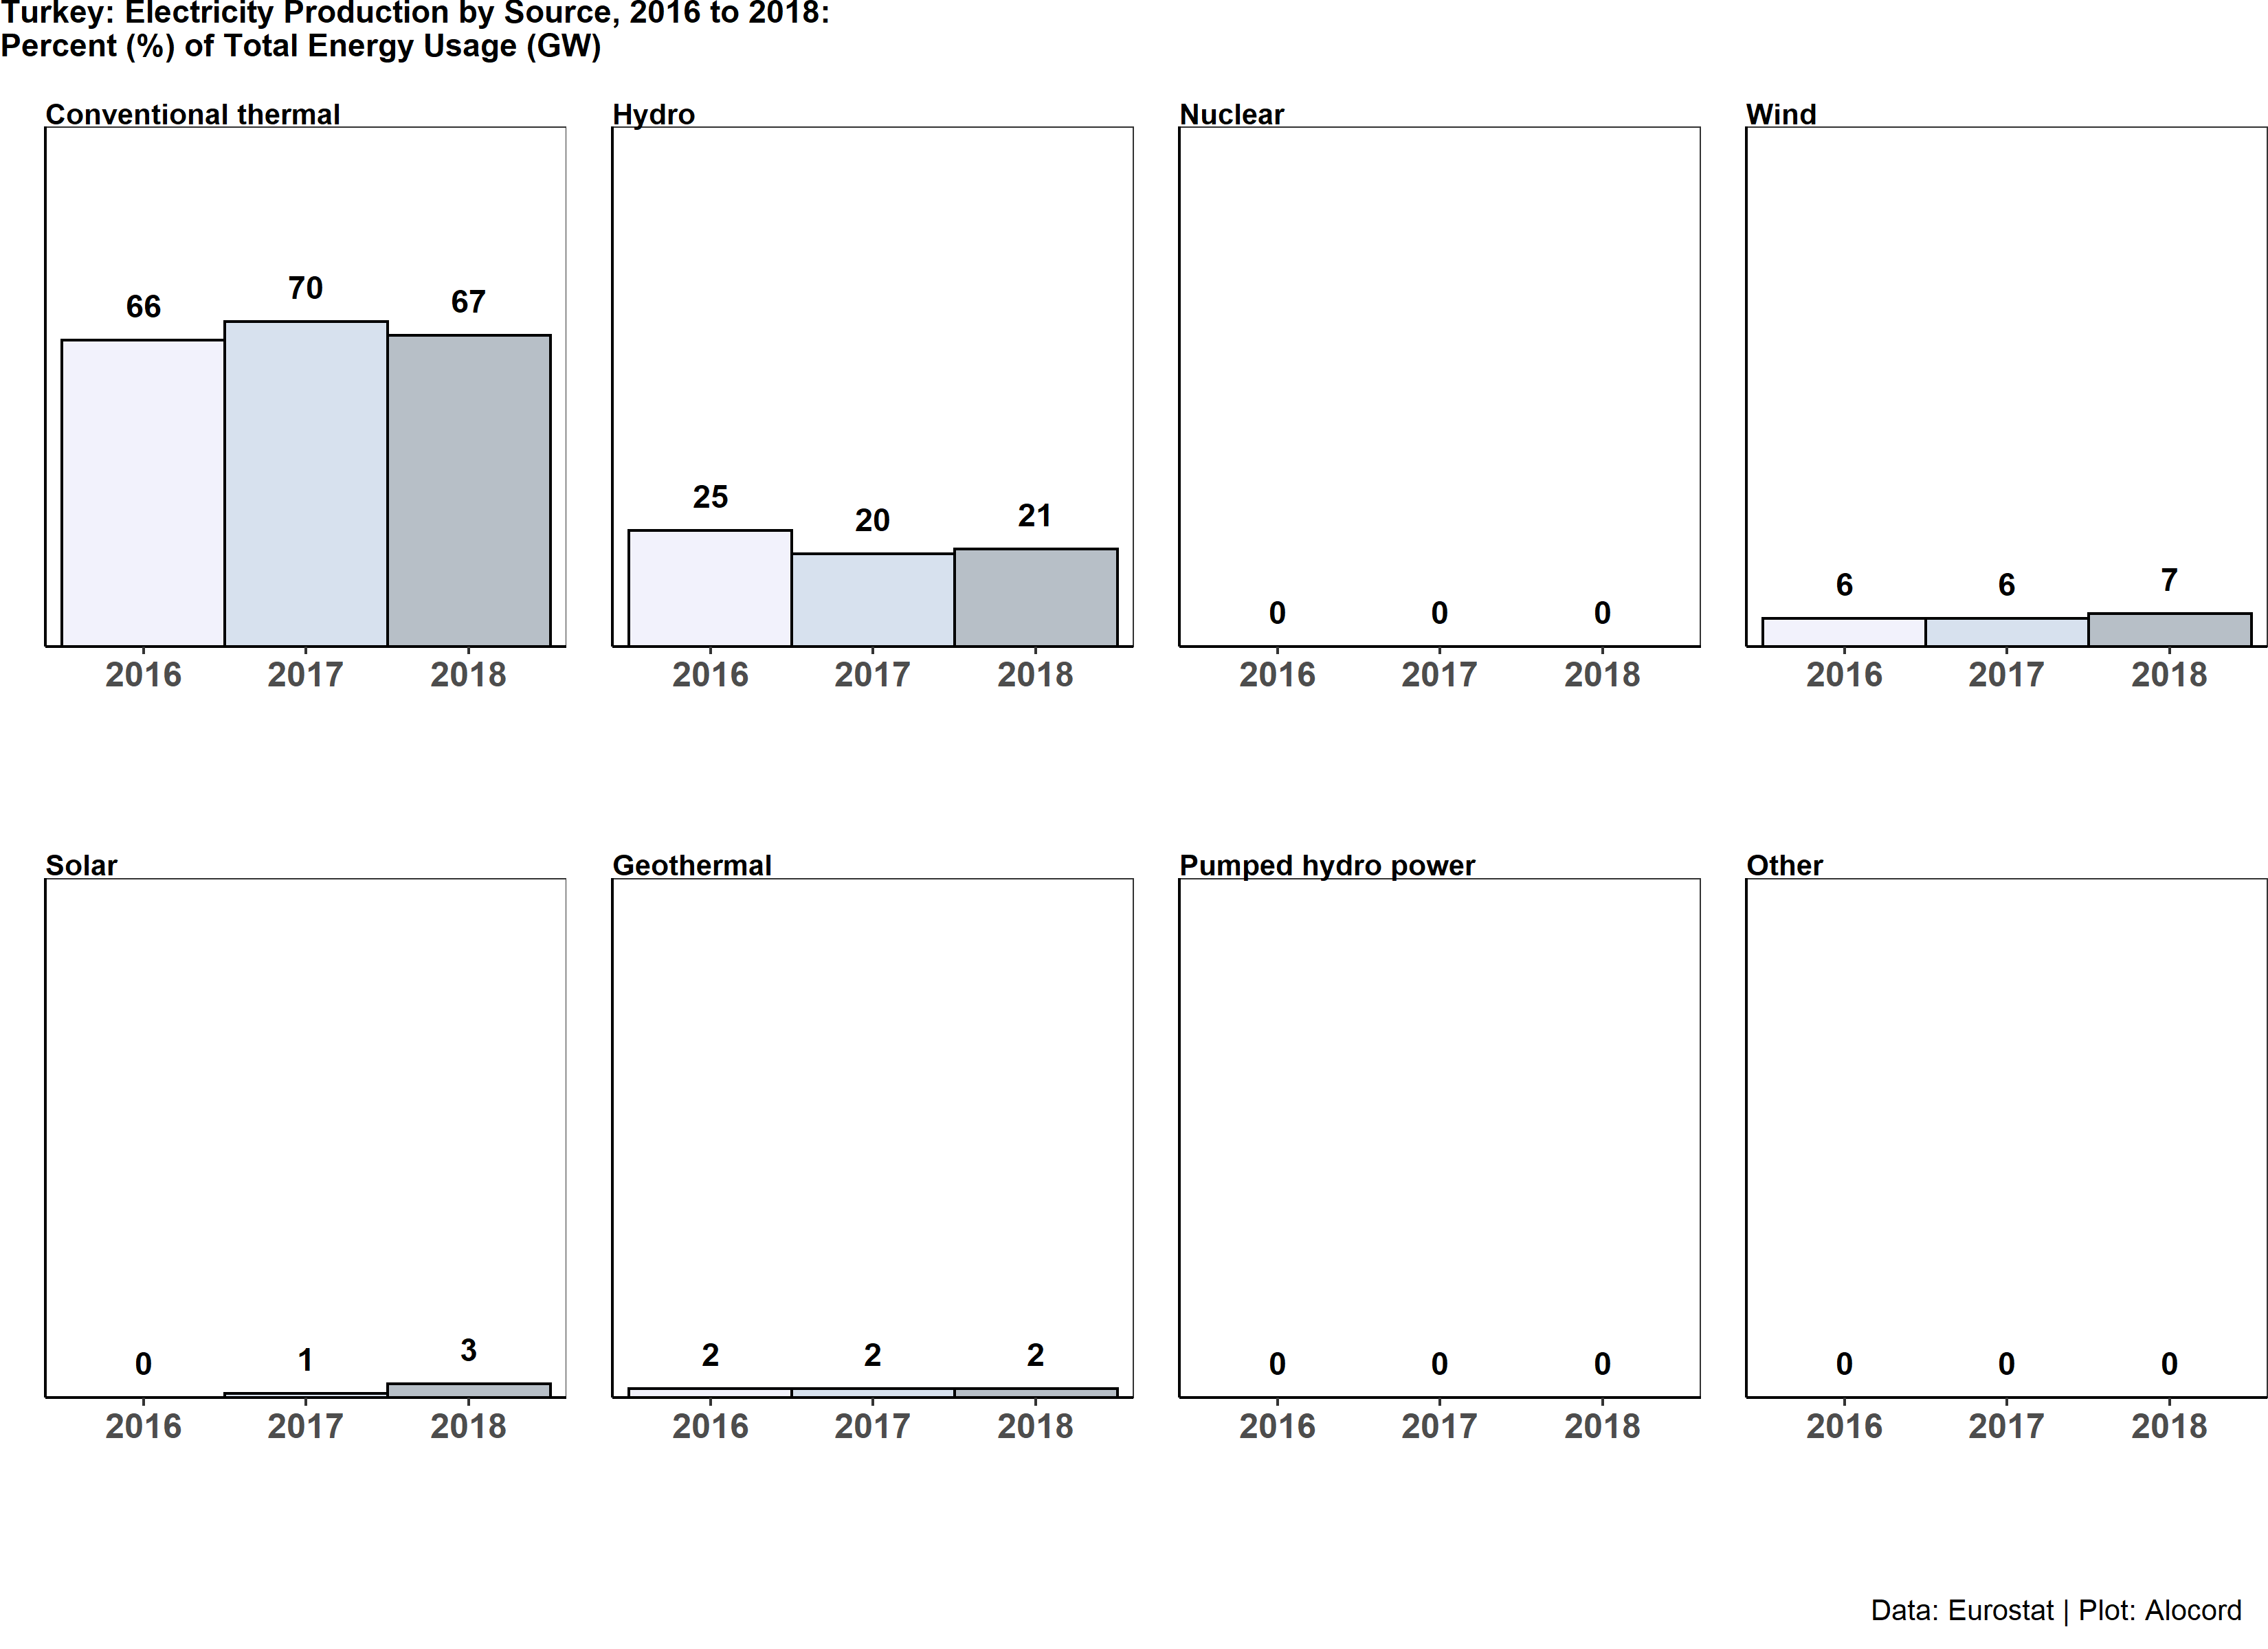 Turkey: Electricity Production by Source, 2016 to 2018:
Percent (%) of Total Energy Usage (GW)
Conventional thermal
66 70 67
2016 2017 2018
Hydro
25 20 21
2016 2017 2018
Nuclear
0 0 0
2016 2017 2018
Wind
6 6 7
2016 2017 2018
Solar
0 1 3
2016 2017 2018
Geothermal
2 2 2
2016 2017 2018
Pumped hydro power
0 0 0
2016 2017 2018
Other
0 0 0
2016 2017 2018
Data: Eurostat | Plot: Alocord